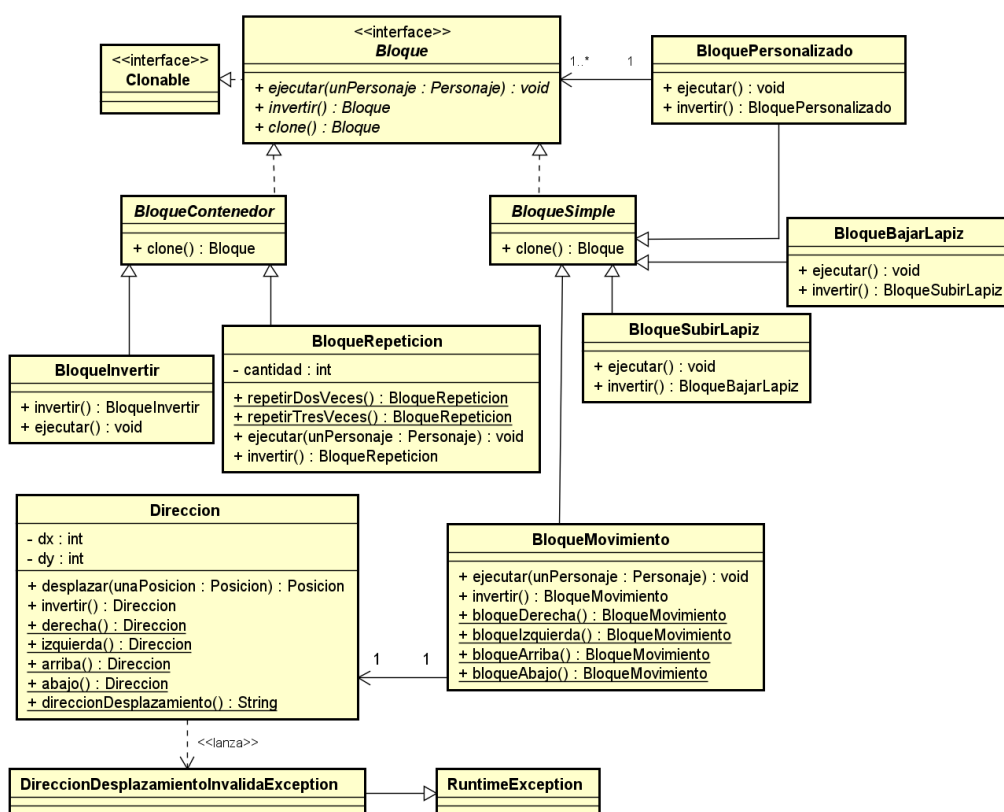 <<interface>>
Clonable
<<interface>>
Bloque
+ ejecutar(unPersonaje : Personaje) : void
+ invertir() : Bloque
+ clone() : Bloque
1..*
1
BloquePersonalizado
+ ejecutar() : void
+ invertir() : BloquePersonalizado
BloqueContenedor
+ clone() : Bloque
BloqueSimple
+ clone() : Bloque
BloqueBajarLapiz
+ ejecutar() : void
+ invertir() : BloqueSubirLapiz
BloqueSubirLapiz
+ ejecutar() : void
+ invertir() : BloqueBajarLapiz
BloqueInvertir
+ invertir() : BloqueInvertir
+ ejecutar() : void
BloqueRepeticion
- cantidad : int
+ repetirDosVeces() : BloqueRepeticion
+ repetirTresVeces() : BloqueRepeticion
+ ejecutar(unPersonaje : Personaje) : void
+ invertir() : BloqueRepeticion
Direccion
- dx : int
- dy : int
+ desplazar(unaPosicion : Posicion) : Posicion
+ invertir() : Direccion
+ derecha() : Direccion
+ izquierda() : Direccion
+ arriba() : Direccion
+ abajo() : Direccion
+ direccionDesplazamiento() : String
1
1
BloqueMovimiento
+ ejecutar(unPersonaje : Personaje) : void
+ invertir() : BloqueMovimiento
+ bloqueDerecha() : BloqueMovimiento
+ bloqueIzquierda() : BloqueMovimiento
+ bloqueArriba() : BloqueMovimiento
+ bloqueAbajo() : BloqueMovimiento
<<lanza>>
DireccionDesplazamientoInvalidaException
RuntimeException